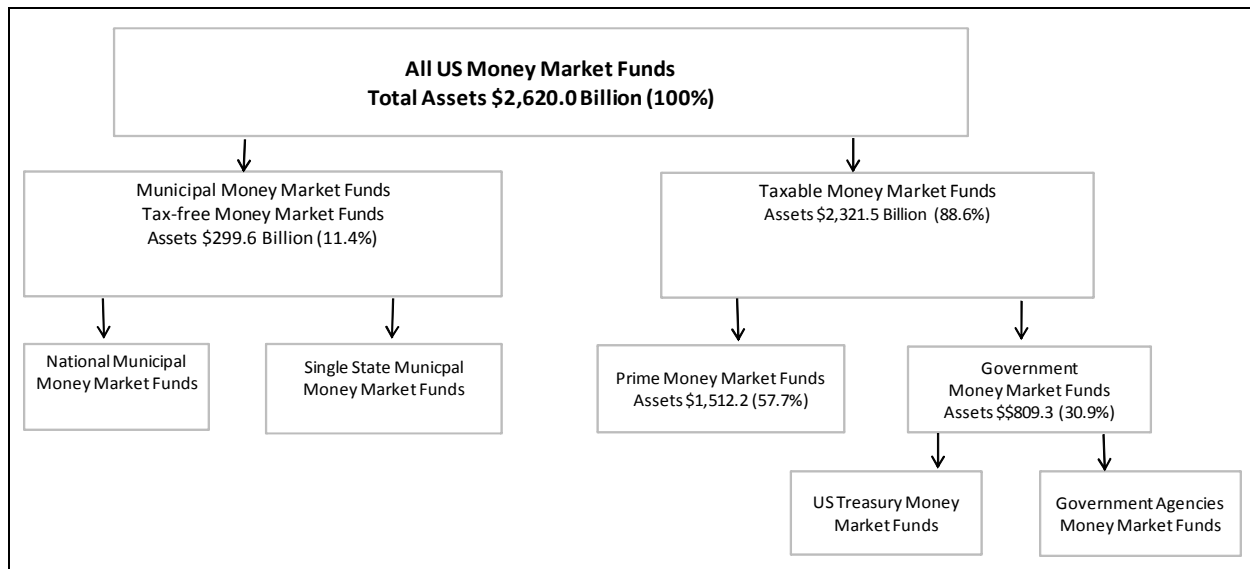 All US Money Market Funds
Total Assets $2,620.0 Billion (100%)
Municipal Money Market Funds
Tax-free Money Market Funds
Assets $299.6 Billion (11.4%)
Taxable Money Market Funds
Assets $2,321.5 Billion (88.6%)
National Municipal
Money Market Funds
Single State Municpal
Money Market Funds
Prime Money Market Funds
Assets $1,512.2 (57.7%)
Government
Money Market Funds
Assets $$809.3 (30.9%)
US Treasury Money
Market Funds
Government Agencies
Money Market Funds